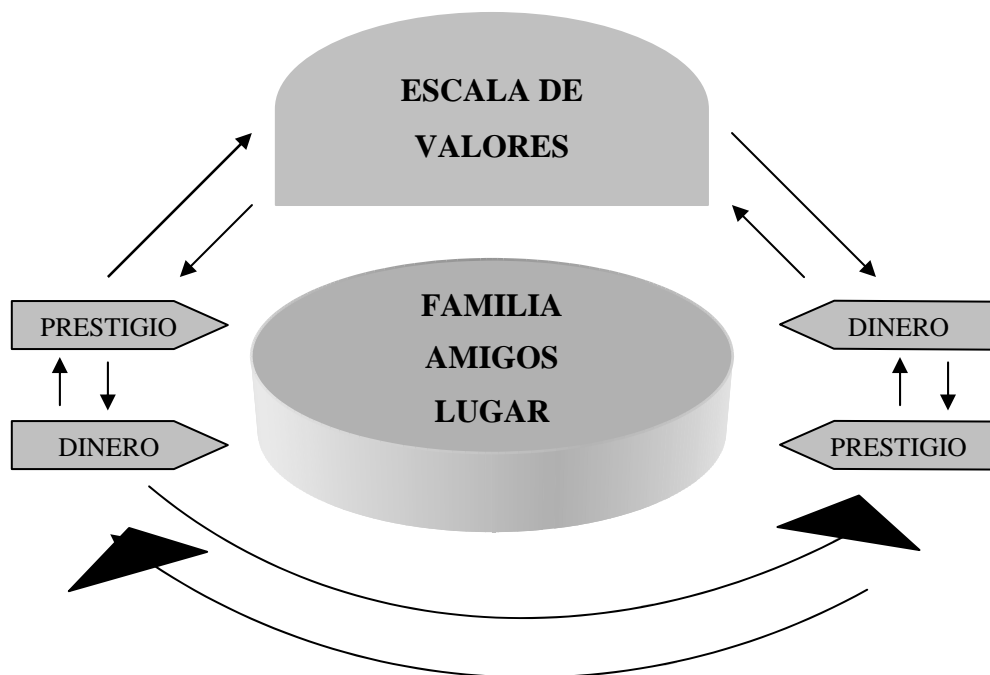 ESCALA DE
VALORES
FAMILIA
AMIGOS
LUGAR
PRESTIGIO
DINERO
DINERO
PRESTIGIO